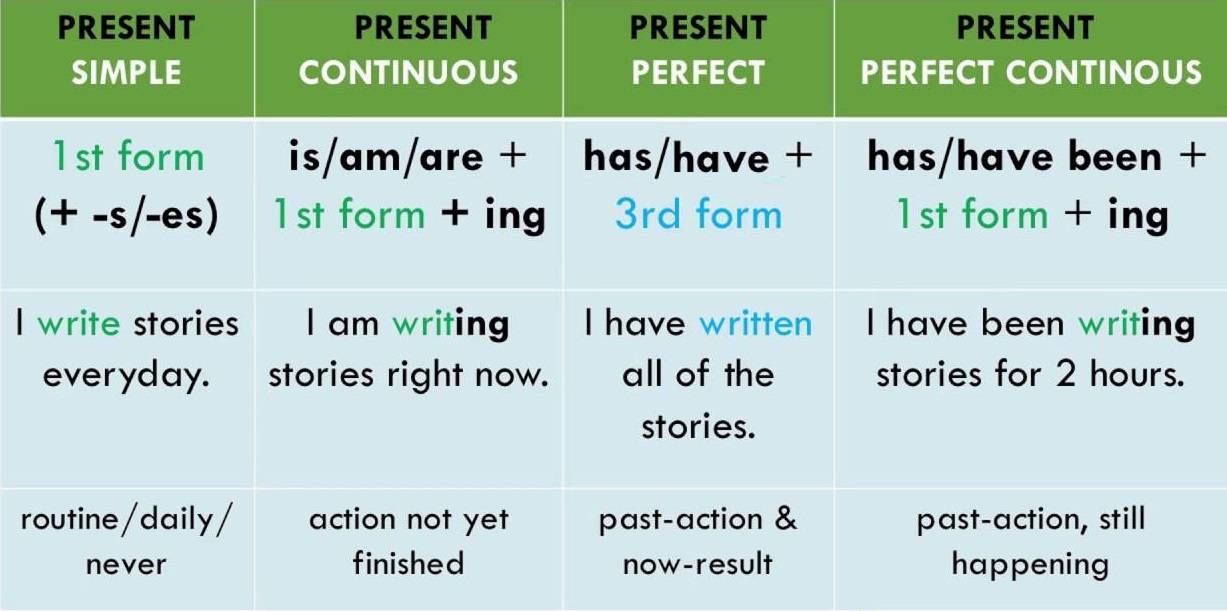 PRESENT
SIMPLE
PRESENT
CONTINUOUS
PRESENT
PERFECT
PRESENT
PERFECT CONTINOUS
1st form
(+ -s/-es)
is/am/are +
1st form + ing
has/have +
3rd form
has/have been +
1st form + ing
I write stories
everyday.
I am writing
stories right now.
I have written
all of the
stories.
I have been writing
stories for 2 hours.
routine/daily/
never
action not yet
finished
past-action &
now-result
past-action, still
happening